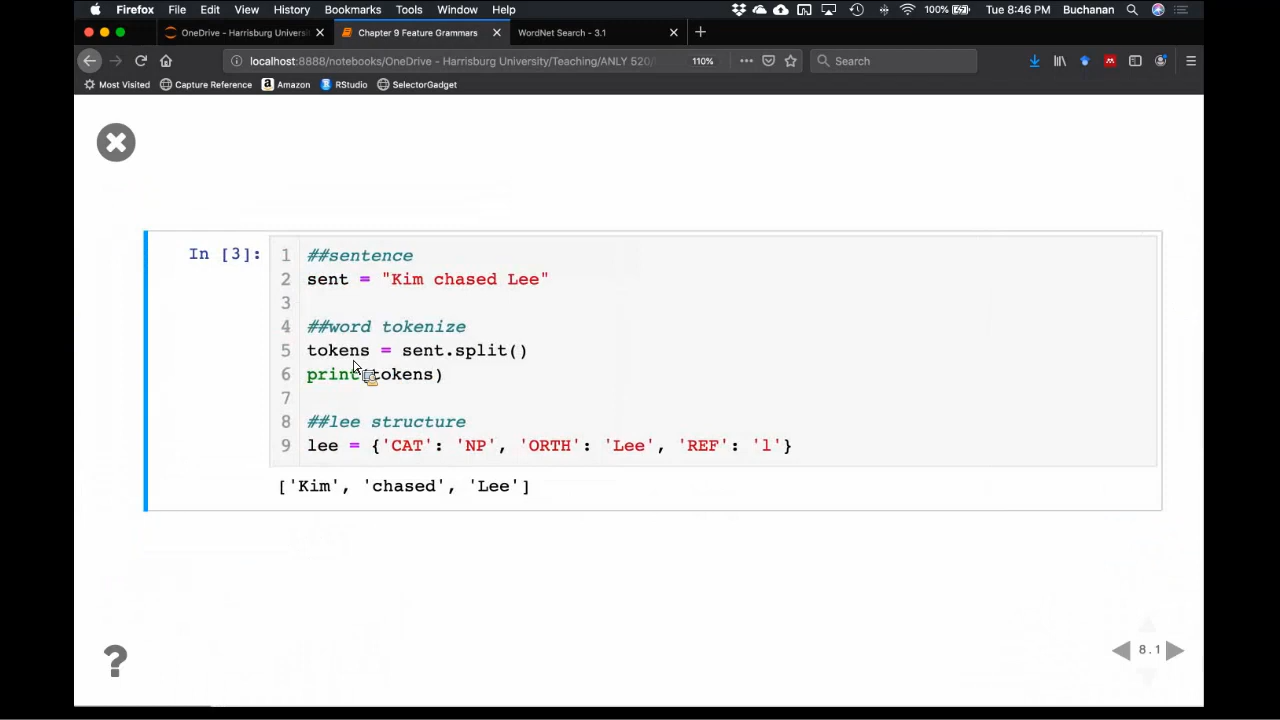 Firefox File Edit View History Bookmarks Tools Window Help 100% Tue 8:46 PM Buchanan
OneDrive - Harrisburg Universi Chapter 9 Feature Grammars WordNet Search - 3.1
localhost:8888/notebooks/OneDrive - Harrisburg University/Teaching/ANLY 520/ 110% Search
Most Visited Capture Reference Amazon RStudio SelectorGadget
In [3]:
1 ##sentence
2 sent = "Kim chased Lee"
3
4 ##word tokenize
5 tokens = sent.split()
6 print(tokens)
7
8 ##lee structure
9 lee = {'CAT': 'NP', 'ORTH': 'Lee', 'REF': 'l'}
['Kim', 'chased', 'Lee']
?
8.1